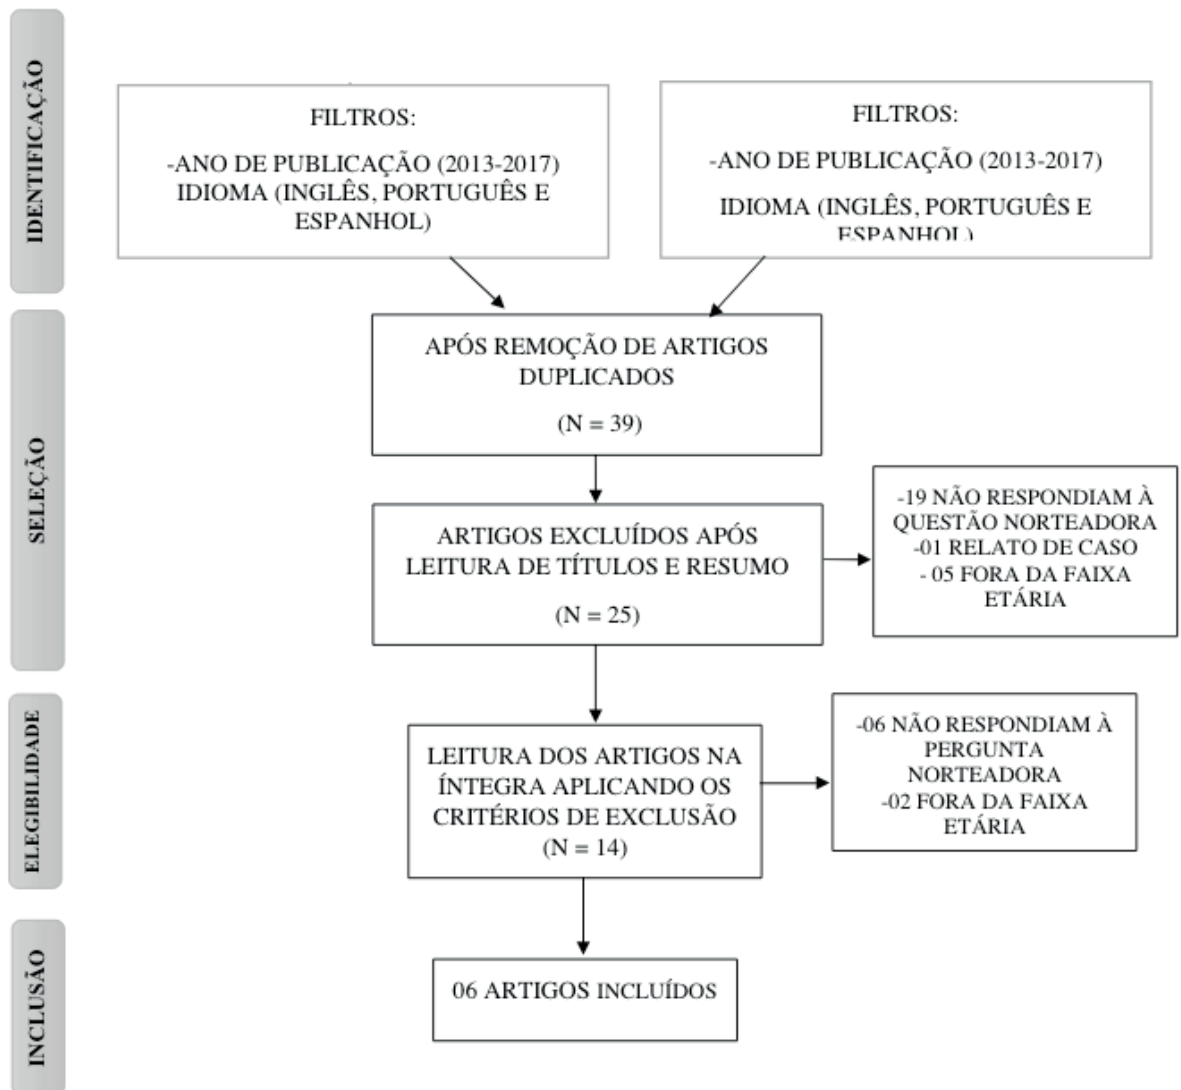 IDENTIFICAÇÃO
FILTROS:
-ANO DE PUBLICAÇÃO (2013-2017)
IDIOMA (INGLÊS, PORTUGUÊS E
ESPANHOL)
FILTROS:
-ANO DE PUBLICAÇÃO (2013-2017)
IDIOMA (INGLÊS, PORTUGUÊS E
ESPANHOL)
SELEÇÃO
APÓS REMOÇÃO DE ARTIGOS
DUPLICADOS
(N = 39)
ARTIGOS EXCLUÍDOS APÓS
LEITURA DE TÍTULOS E RESUMO
(N = 25)
-19 NÃO RESPONDIAM À
QUESTÃO NORTEADORA
-01 RELATO DE CASO
- 05 FORA DA FAIXA
ETÁRIA
ELEGIBILIDADE
LEITURA DOS ARTIGOS NA
ÍNTEGRA APLICANDO OS
CRITÉRIOS DE EXCLUSÃO
(N = 14)
-06 NÃO RESPONDIAM À
PERGUNTA
NORTEADORA
-02 FORA DA FAIXA
ETÁRIA
INCLUSÃO
06 ARTIGOS INCLUÍDOS